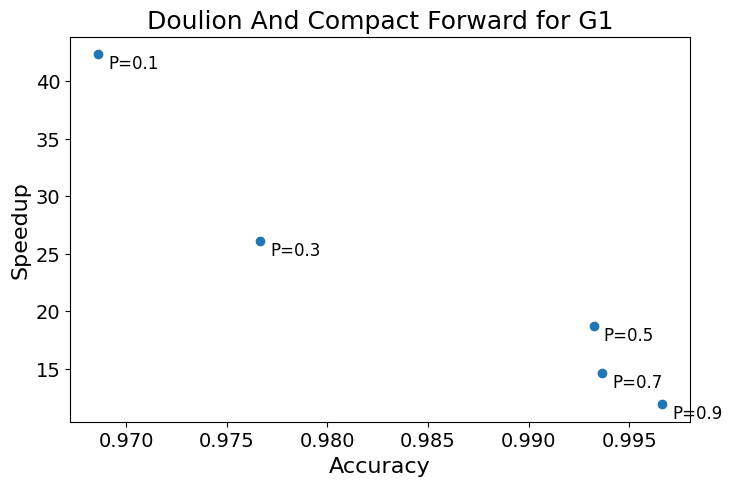 Doulion And Compact Forward for G1
Speedup
40
35
30
25
20
15
P=0.1
P=0.3
P=0.5
P=0.7
P=0.9
0.970 0.975 0.980 0.985 0.990 0.995
Accuracy